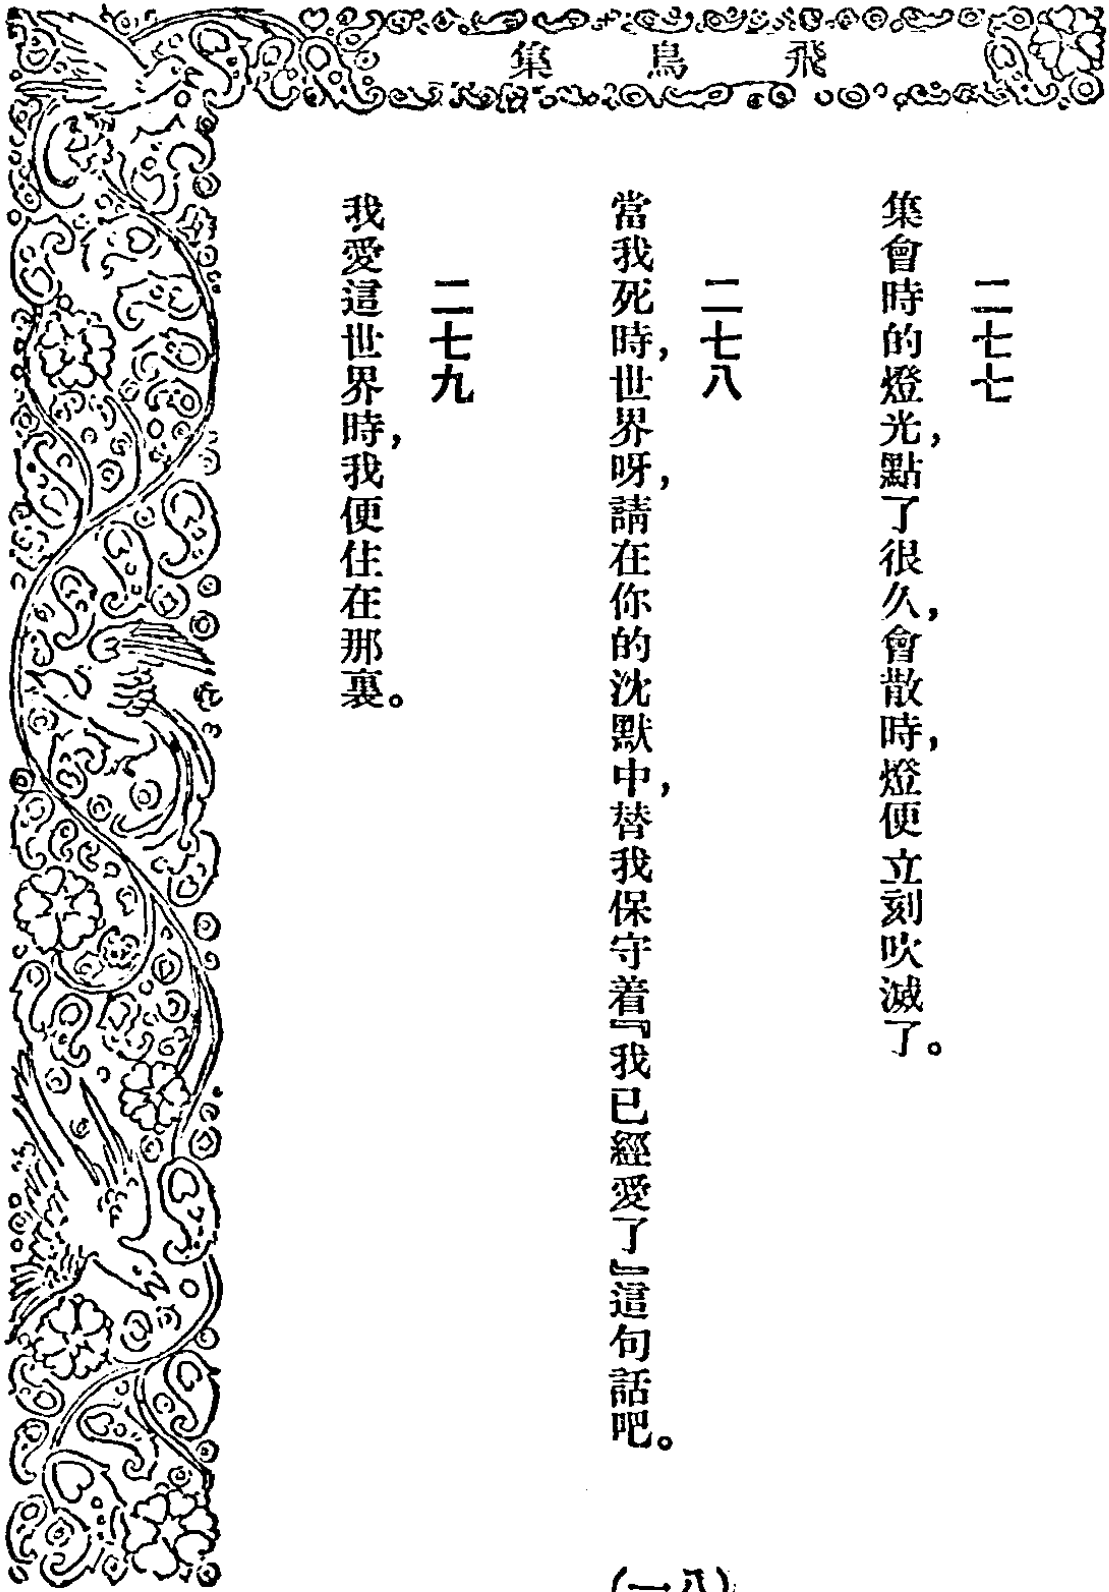 飛鳥集
二七七
集會時的燈光，點了很久，會散時，燈便立刻吹滅了。
二七八
當我死時，世界呀，請在你的沈默中，替我保守着『我已經愛了』這句話吧。
二七九
我愛這世界時，我便住在那裏。